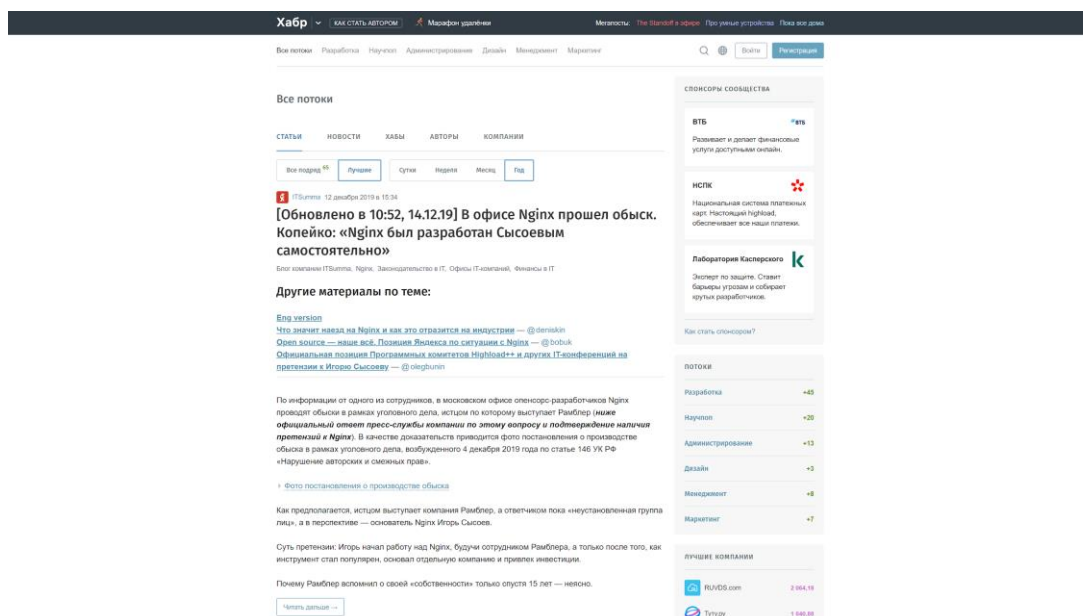 Хабр
КАК СТАТЬ АВТОРОМ
Марафон удалёнки
Мегапосты: The Standoff в эфире Про умные устройства Пока все дома
Все потоки Разработка Научпоп Администрирование Дизайн Менеджмент Маркетинг
Войти
Регистрация
Все потоки
СТАТЬИ НОВОСТИ ХАБЫ АВТОРЫ КОМПАНИИ
Все подряд Лучшие Сутки Неделя Месяц Год
ITSumma 12 декабря 2019 в 15:34
[Обновлено в 10:52, 14.12.19] В офисе Nginx прошел обыск.
Копейко: «Nginx был разработан Сысоевым
самостоятельно»
Блог компании ITSumma, Nginx, Законодательство в IT, Офисы IT-компаний, Финансы в IT
Другие материалы по теме:
Eng version
Что значит наезд на Nginx и как это отразится на индустрии — @deniskin
Open source — наше всё. Позиция Яндекса по ситуации с Nginx — @bobuk
Официальная позиция Программных комитетов Highload++ и других IT-конференций на
претензии к Игорю Сысоеву — @olegbunin
По информации от одного из сотрудников, в московском офисе опенсорс-разработчиков Nginx
проводят обыски в рамках уголовного дела, истцом по которому выступает Рамблер (ниже
официальный ответ пресс-службы компании по этому вопросу и подтверждение наличия
претензий к Nginx). В качестве доказательств приводится фото постановления о производстве
обыска в рамках уголовного дела, возбужденного 4 декабря 2019 года по статье 146 УК РФ
«Нарушение авторских и смежных прав».
Фото постановления о производстве обыска
Как предполагается, истцом выступает компания Рамблер, а ответчиком пока «неустановленная группа
лиц», а в перспективе — основатель Nginx Игорь Сысоев.
Суть претензии: Игорь начал работу над Nginx, будучи сотрудником Рамблера, а только после того, как
инструмент стал популярен, основал отдельную компанию и привлек инвестиции.
Почему Рамблер вспомнил о своей «собственности» только спустя 15 лет — неясно.
Читать дальше →
СПОНСОРЫ СООБЩЕСТВА
ВТБ
ВТБ
Развивает и делает финансовые
услуги доступными онлайн.
НСПК
Национальная система платежных
карт. Настоящий highload,
обеспечивает все наши платежи.
Лаборатория Касперского
Эксперт по защите. Ставит
барьеры угрозам и собирает
крутых разработчиков.
Как стать спонсором?
ПОТОКИ
Разработка +45
Научпоп +20
Администрирование +13
Дизайн +3
Менеджмент +8
Маркетинг +7
ЛУЧШИЕ КОМПАНИИ
RUVDS.com 2 064,16
Туту.ру